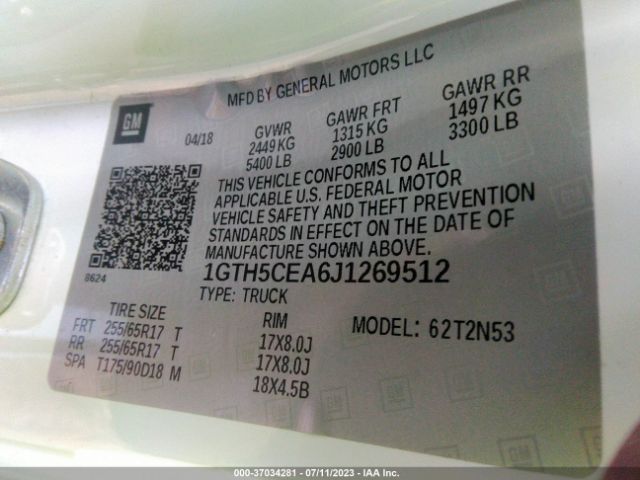 MFD BY GENERAL MOTORS LLC
GM
04/18 GVWR GAWR FRT GAWR RR
2449 KG 1315 KG 1497 KG
5400 LB 2900 LB 3300 LB
THIS VEHICLE CONFORMS TO ALL
APPLICABLE U.S. FEDERAL MOTOR
VEHICLE SAFETY AND THEFT PREVENTION
STANDARDS IN EFFECT ON THE DATE OF
MANUFACTURE SHOWN ABOVE.
8624
1GTH5CEA6J1269512
TYPE: TRUCK
TIRE SIZE RIM MODEL: 62T2N53
FRT 255/65R17 T 17X8.0J
RR 255/65R17 T 17X8.0J
SPA T175/90D18 M 18X4.5B
000-37034281 - 07/11/2023 - IAA Inc.